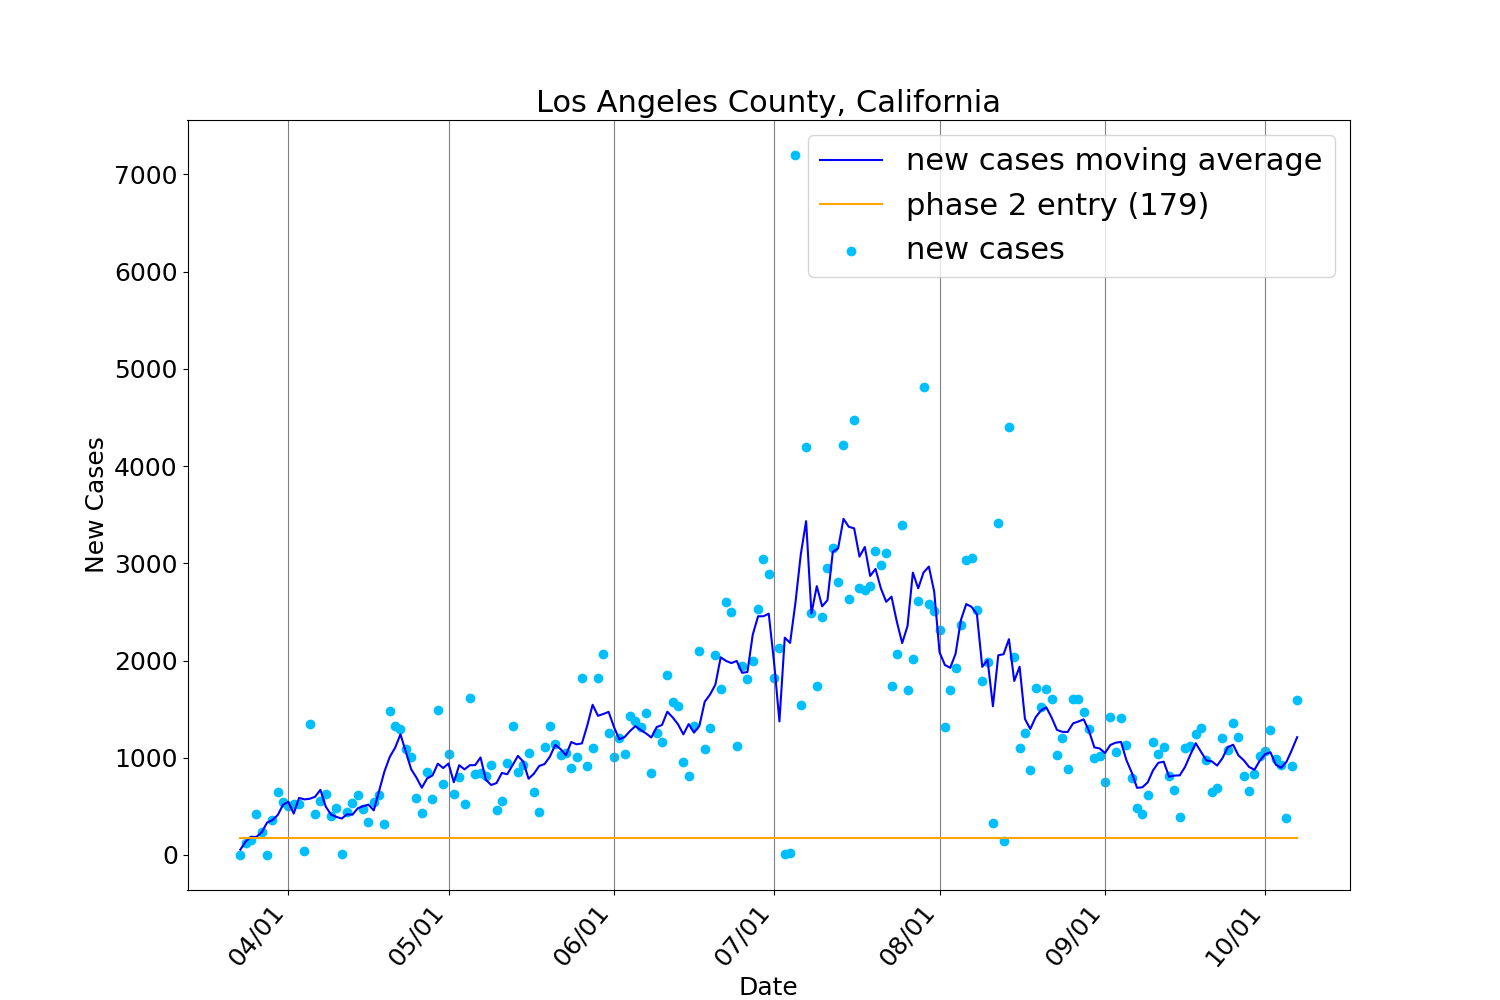 Los Angeles County, California
new cases moving average
phase 2 entry (179)
new cases
7000
6000
5000
4000
3000
2000
1000
0
New Cases
04/01
05/01
06/01
07/01
08/01
09/01
10/01
Date